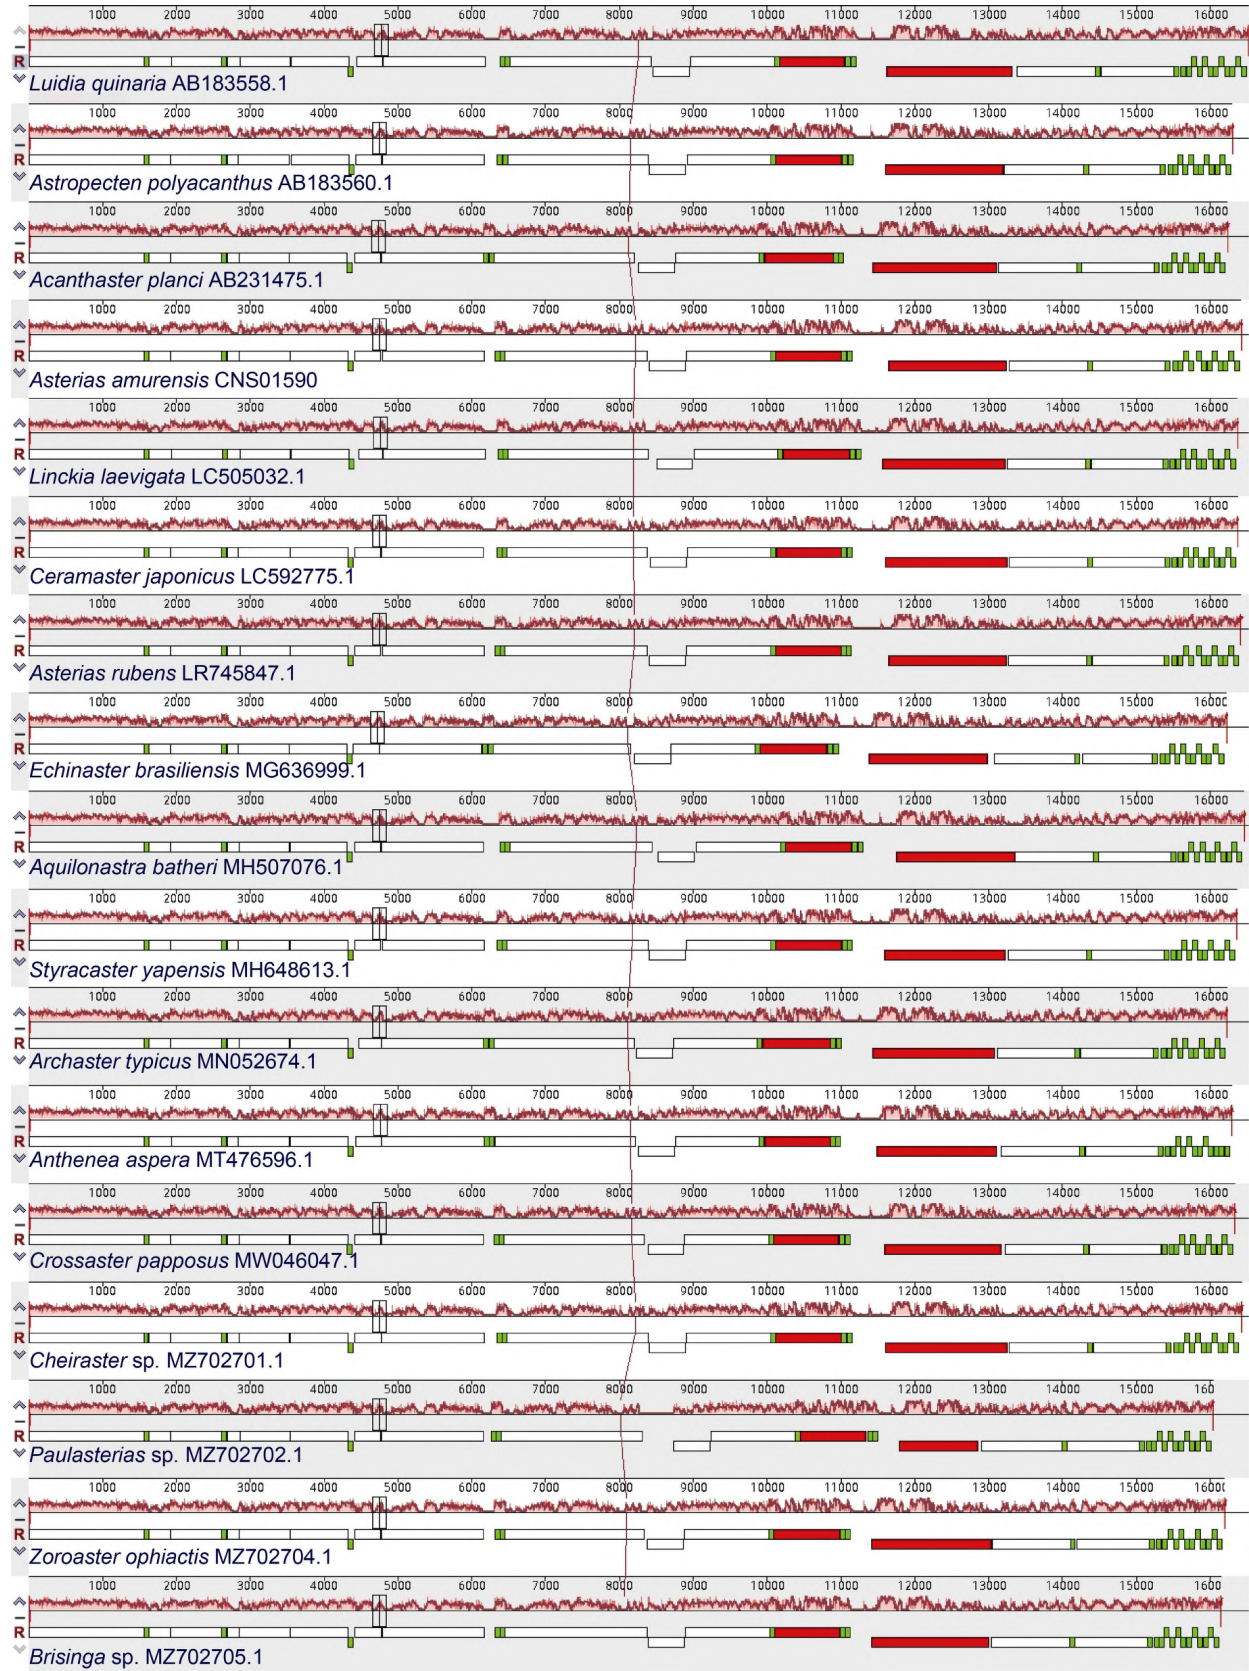 1000 2000 3000 4000 5000 6000 7000 8000 9000 10000 11000 12000 13000 14000 15000 16000
R
Luidia quinaria AB183558.1
1000 2000 3000 4000 5000 6000 7000 8000 9000 10000 11000 12000 13000 14000 15000 16000
R
Astropecten polyacanthus AB183560.1
1000 2000 3000 4000 5000 6000 7000 8000 9000 10000 11000 12000 13000 14000 15000 16000
R
Acanthaster planci AB231475.1
1000 2000 3000 4000 5000 6000 7000 8000 9000 10000 11000 12000 13000 14000 15000 16000
R
Asterias amurensis CNS01590
1000 2000 3000 4000 5000 6000 7000 8000 9000 10000 11000 12000 13000 14000 15000 16000
R
Linckia laevigata LC505032.1
1000 2000 3000 4000 5000 6000 7000 8000 9000 10000 11000 12000 13000 14000 15000 16000
R
Ceramaster japonicus LC592775.1
1000 2000 3000 4000 5000 6000 7000 8000 9000 10000 11000 12000 13000 14000 15000 16000
R
Asterias rubens LR745847.1
1000 2000 3000 4000 5000 6000 7000 8000 9000 10000 11000 12000 13000 14000 15000 16000
R
Echinaster brasiliensis MG636999.1
1000 2000 3000 4000 5000 6000 7000 8000 9000 10000 11000 12000 13000 14000 15000 16000
R
Aquilonastra batheri MH507076.1
1000 2000 3000 4000 5000 6000 7000 8000 9000 10000 11000 12000 13000 14000 15000 16000
R
Styracaster yapensis MH648613.1
1000 2000 3000 4000 5000 6000 7000 8000 9000 10000 11000 12000 13000 14000 15000 16000
R
Archaster typicus MN052674.1
1000 2000 3000 4000 5000 6000 7000 8000 9000 10000 11000 12000 13000 14000 15000 16000
R
Anthenea aspera MT476596.1
1000 2000 3000 4000 5000 6000 7000 8000 9000 10000 11000 12000 13000 14000 15000 16000
R
Crossaster papposus MW046047.1
1000 2000 3000 4000 5000 6000 7000 8000 9000 10000 11000 12000 13000 14000 15000 16000
R
Cheiraster sp. MZ702701.1
1000 2000 3000 4000 5000 6000 7000 8000 9000 10000 11000 12000 13000 14000 15000 160
R
Paulasterias sp. MZ702702.1
1000 2000 3000 4000 5000 6000 7000 8000 9000 10000 11000 12000 13000 14000 15000 16000
R
Zoroaster ophiactis MZ702704.1
1000 2000 3000 4000 5000 6000 7000 8000 9000 10000 11000 12000 13000 14000 15000 16000
R
Brisinga sp. MZ702705.1